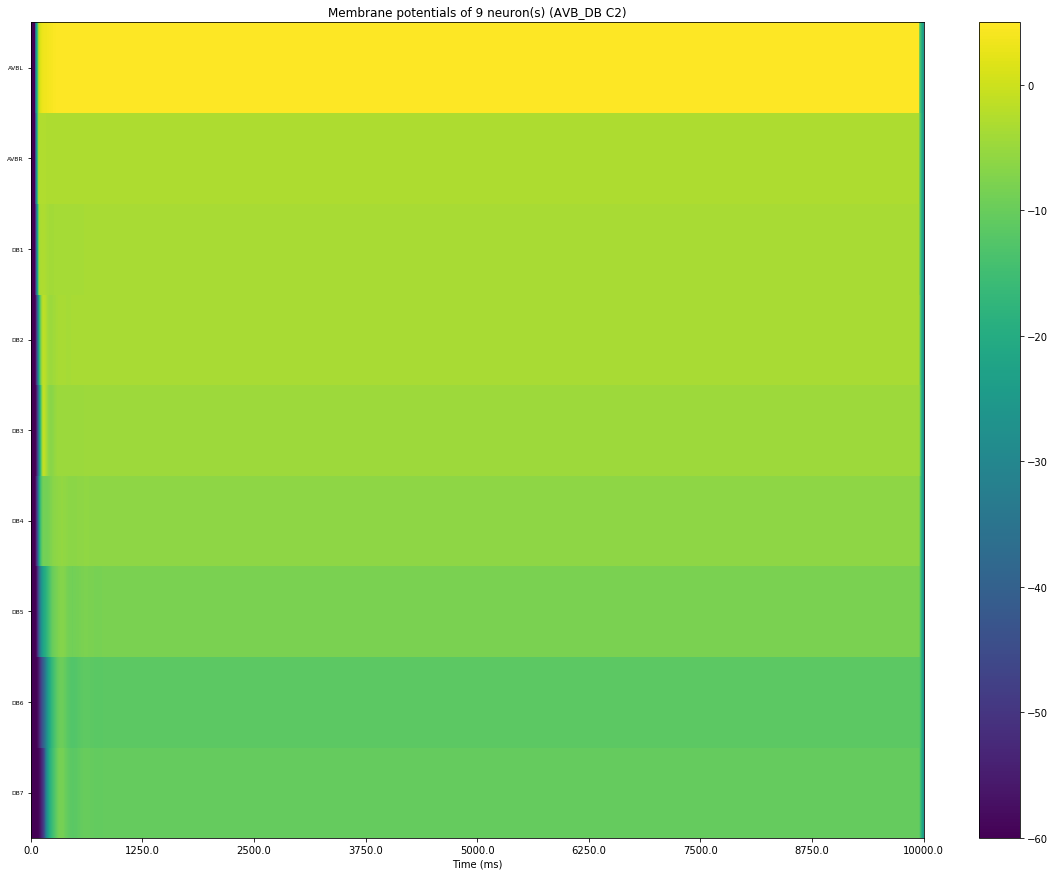 Membrane potentials of 9 neuron(s) (AVB_DB C2)
AVBL
AVBR
DB1
DB2
DB3
DB4
DB5
DB6
DB7
0.0 1250.0 2500.0 3750.0 5000.0 6250.0 7500.0 8750.0 10000.0
Time (ms)
0
−10
−20
−30
−40
−50
−60